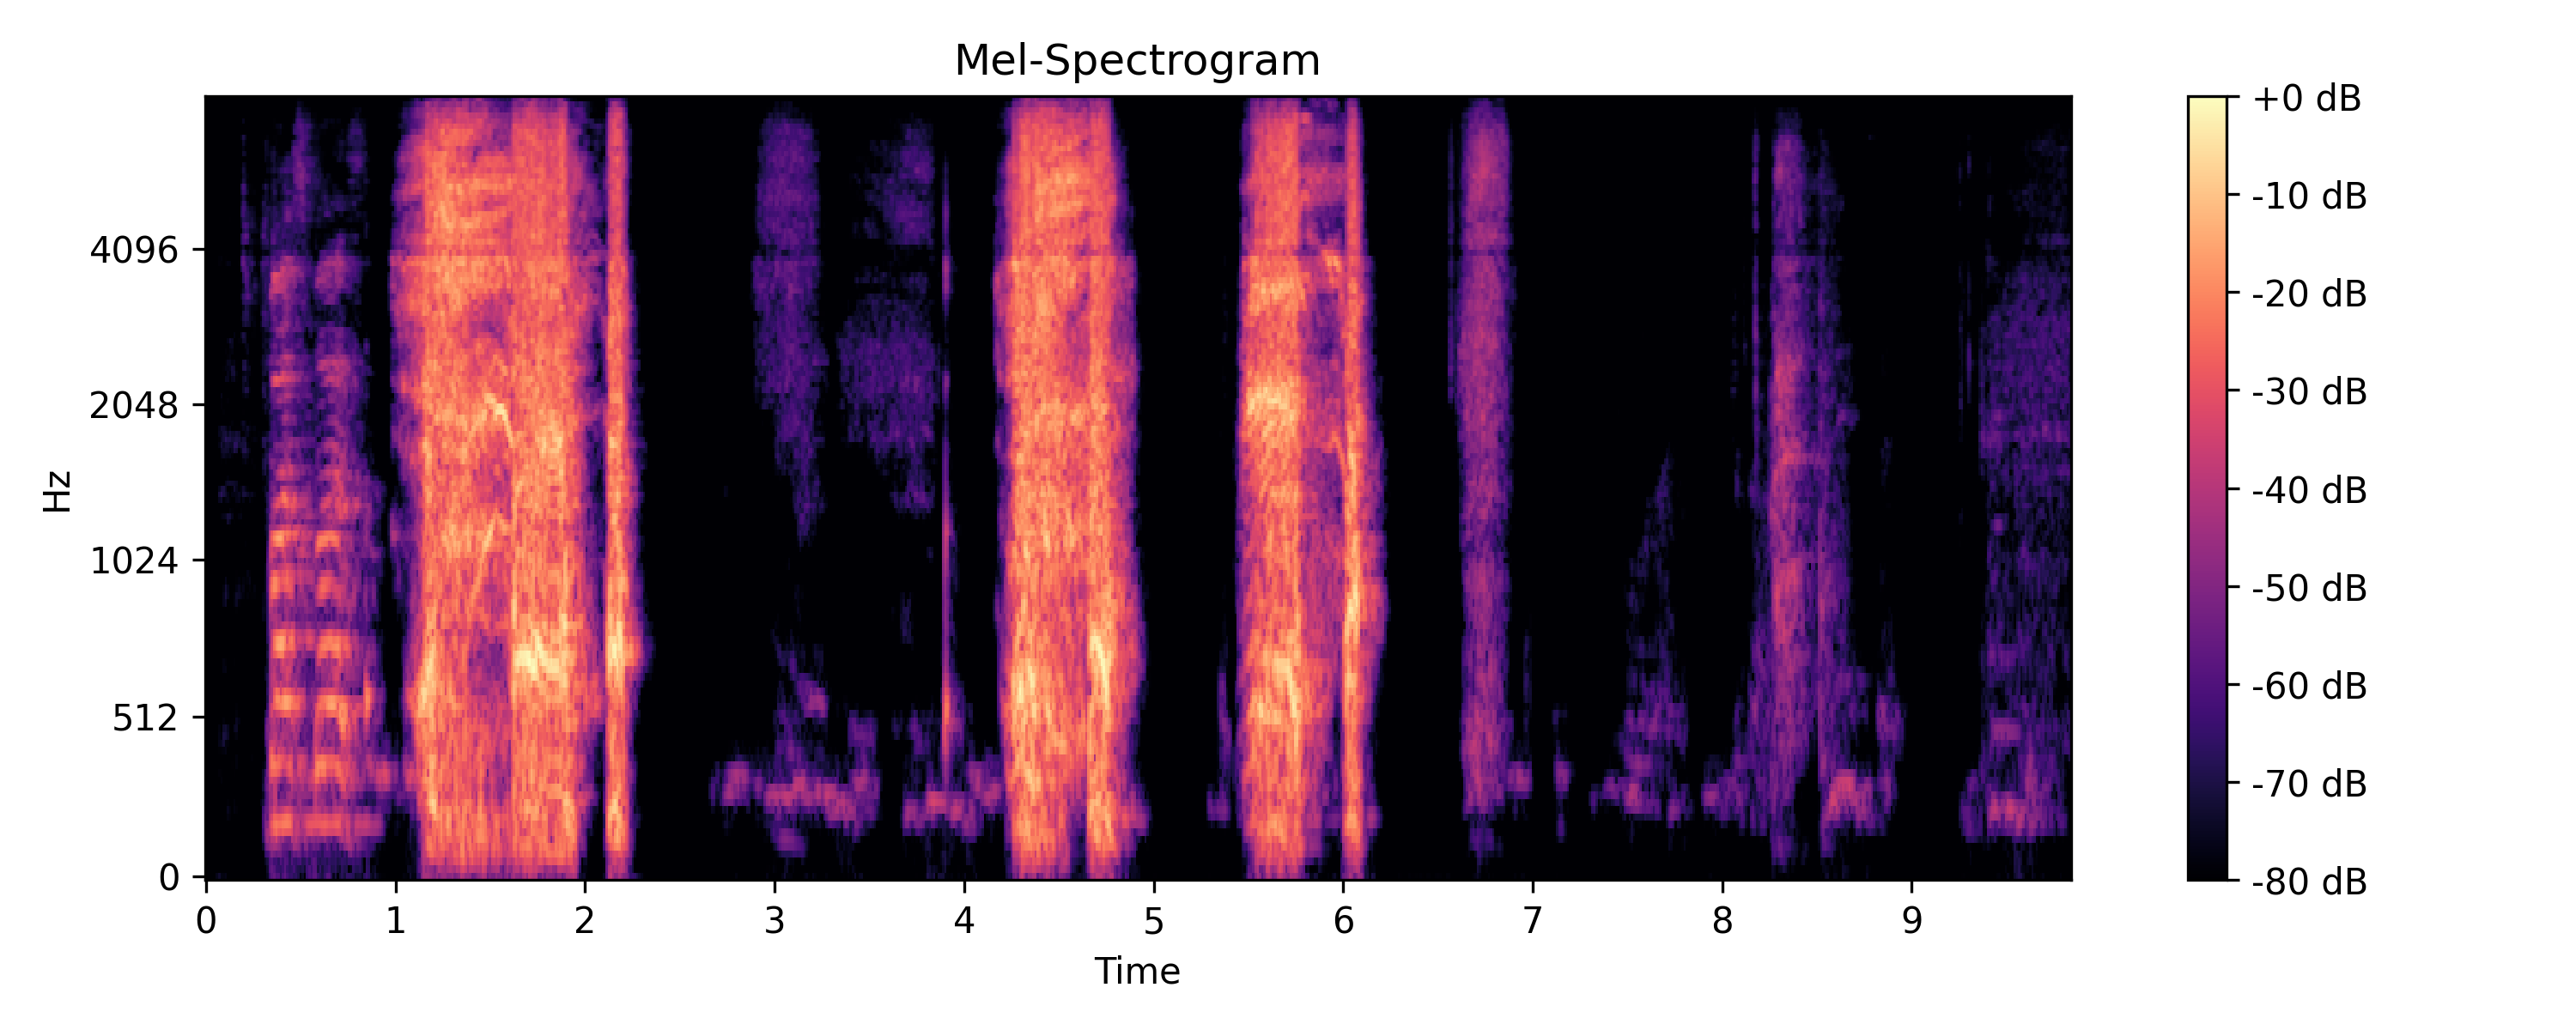 Mel-Spectrogram
Hz
4096
2048
1024
512
0
0 1 2 3 4 5 6 7 8 9
Time
+0 dB
-10 dB
-20 dB
-30 dB
-40 dB
-50 dB
-60 dB
-70 dB
-80 dB